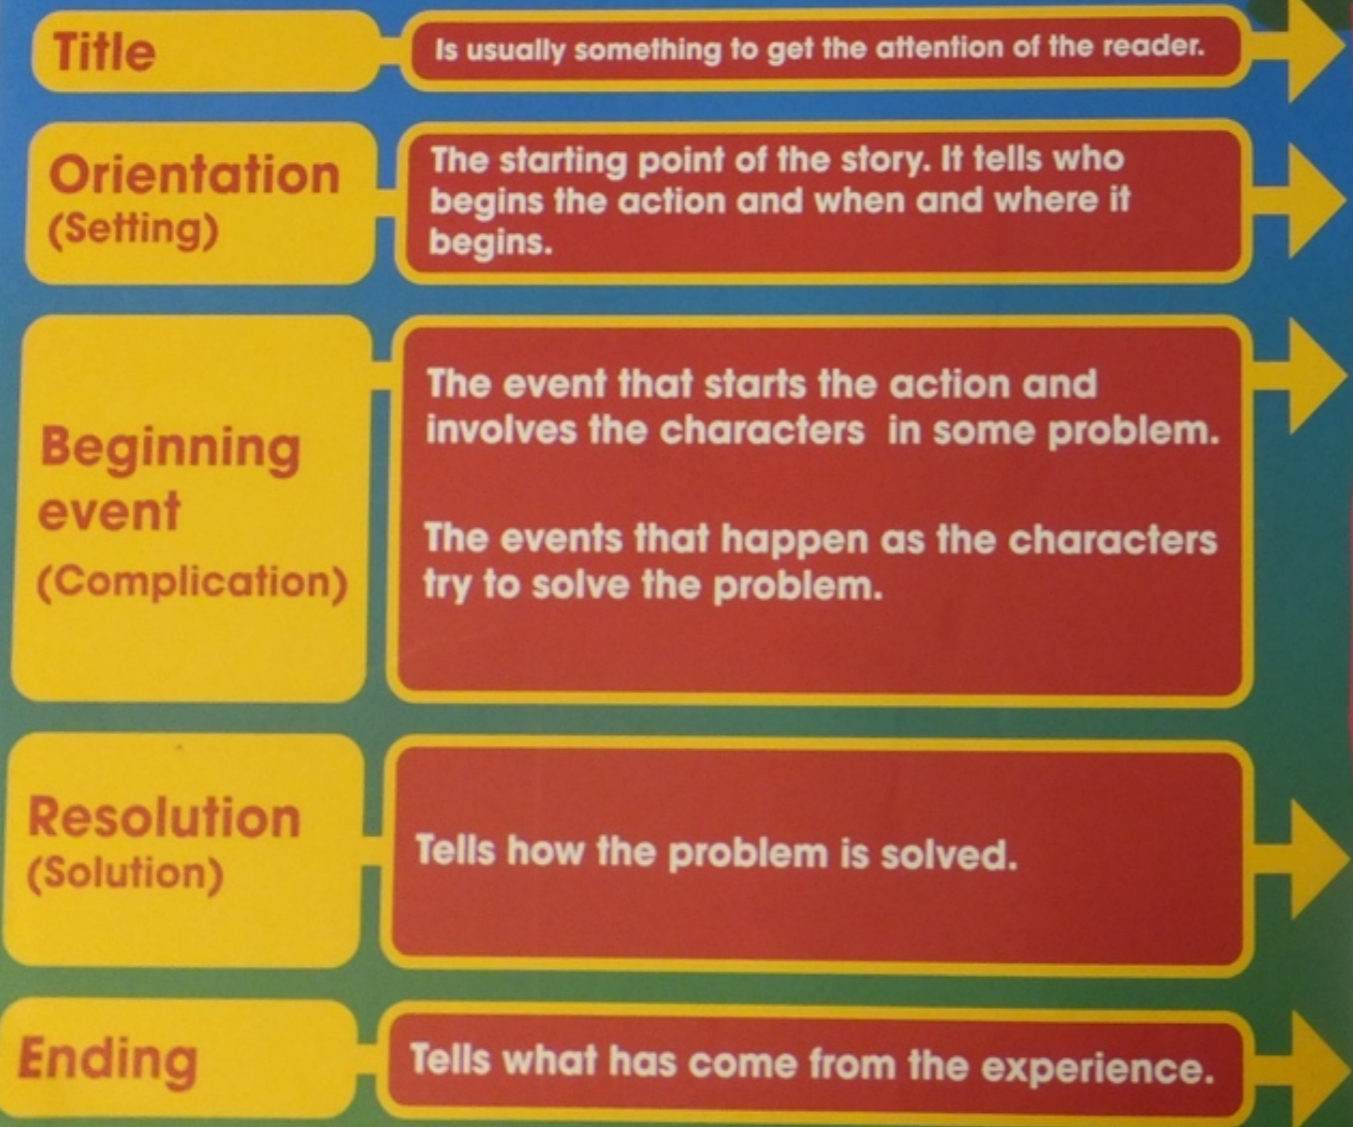 Title
Is usually something to get the attention of the reader.
Orientation
(Setting)
The starting point of the story. It tells who
begins the action and when and where it
begins.
Beginning
event
(Complication)
The event that starts the action and
involves the characters in some problem.
The events that happen as the characters
try to solve the problem.
Resolution
(Solution)
Tells how the problem is solved.
Ending
Tells what has come from the experience.